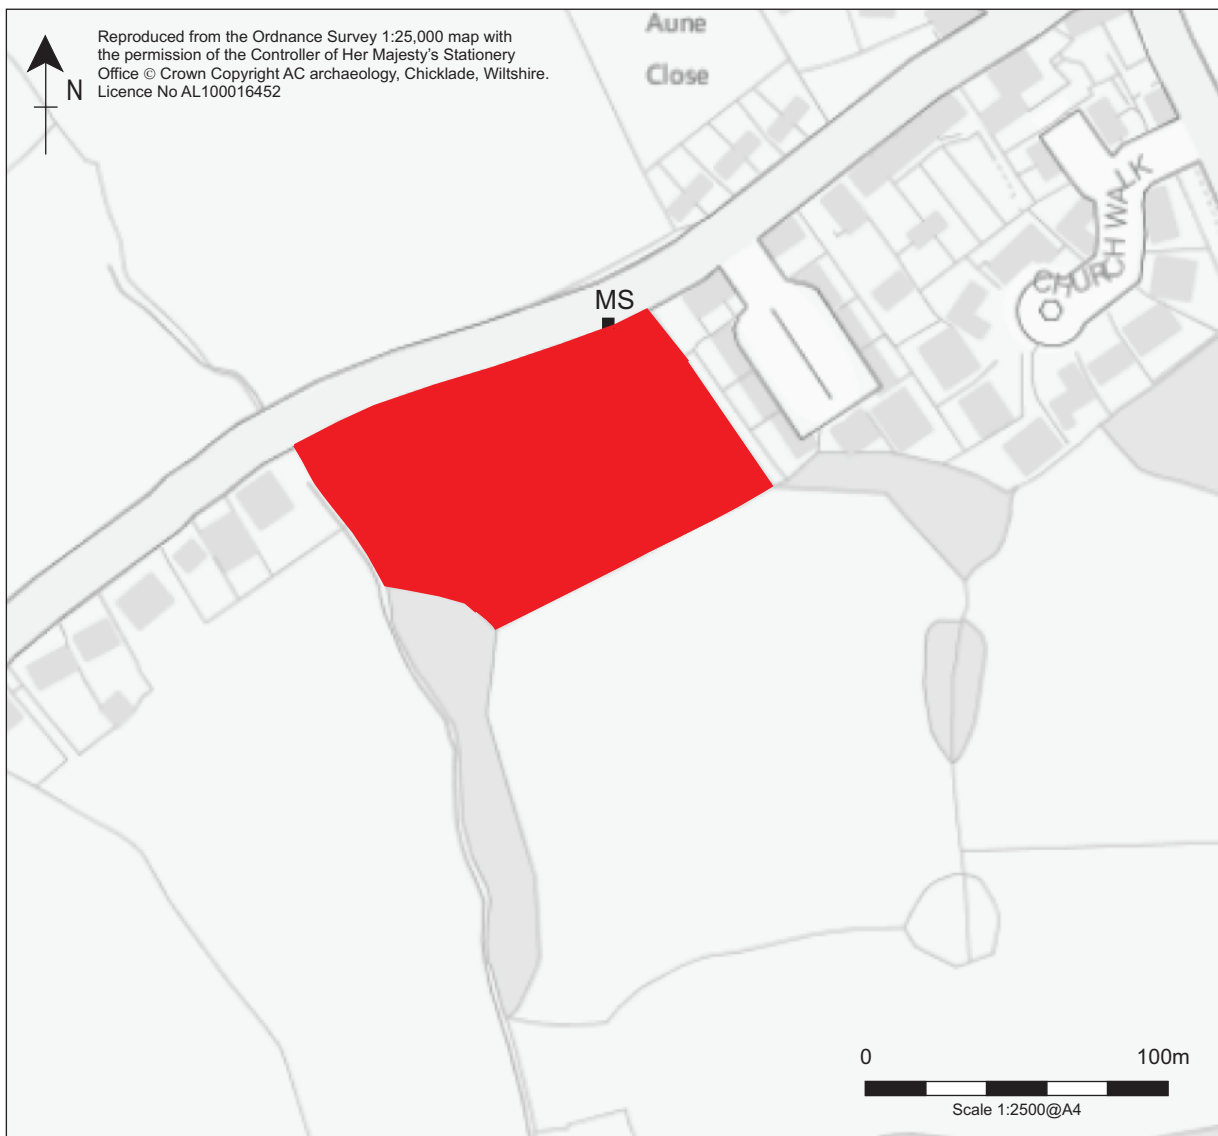 Reproduced from the Ordnance Survey 1:25,000 map with
the permission of the Controller of Her Majesty's Stationery
Office © Crown Copyright AC archaeology, Chicklade, Wiltshire.
Licence No AL100016452
N
Aune
Close
CHURCH WALK
MS
0 100m
Scale 1:2500@A4